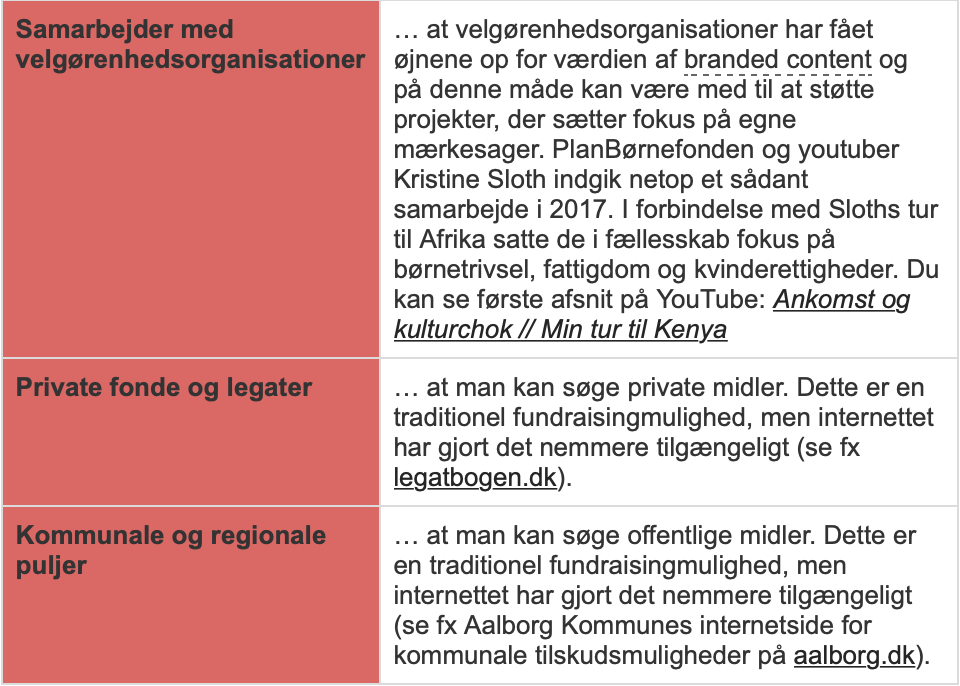 Samarbejder med
velgørenhedsorganisationer
… at velgørenhedsorganisationer har fået
øjnene op for værdien af branded content og
på denne måde kan være med til at støtte
projekter, der sætter fokus på egne
mærkesager. PlanBørnefonden og youtuber
Kristine Sloth indgik netop et sådant
samarbejde i 2017. I forbindelse med Sloths tur
til Afrika satte de i fællesskab fokus på
børnetrivsel, fattigdom og kvinderettigheder. Du
kan se første afsnit på YouTube: Ankomst og
kulturchok // Min tur til Kenya
Private fonde og legater
… at man kan søge private midler. Dette er en
traditionel fundraisingmulighed, men internettet
har gjort det nemmere tilgængeligt (se fx
legatbogen.dk).
Kommunale og regionale
puljer
… at man kan søge offentlige midler. Dette er
en traditionel fundraisingmulighed, men
internettet har gjort det nemmere tilgængeligt
(se fx Aalborg Kommunes internetside for
kommunale tilskudsmuligheder på aalborg.dk).